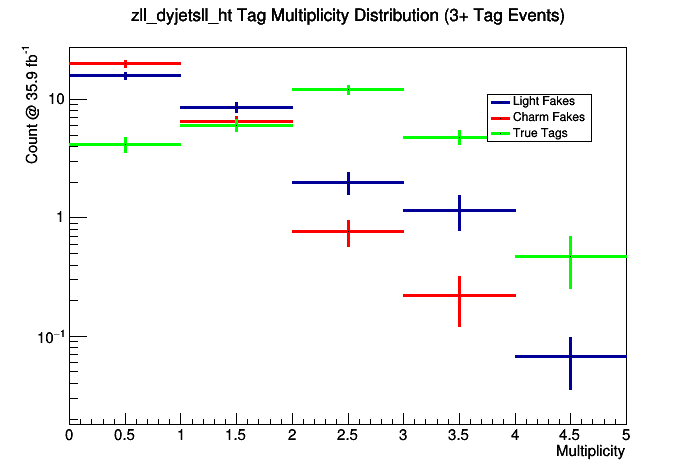 zll_dyjetsll_ht Tag Multiplicity Distribution (3+ Tag Events)
Count @ 35.9 fb⁻¹
10
1
10⁻¹
Light Fakes
Charm Fakes
True Tags
0 0.5 1 1.5 2 2.5 3 3.5 4 4.5 5
Multiplicity